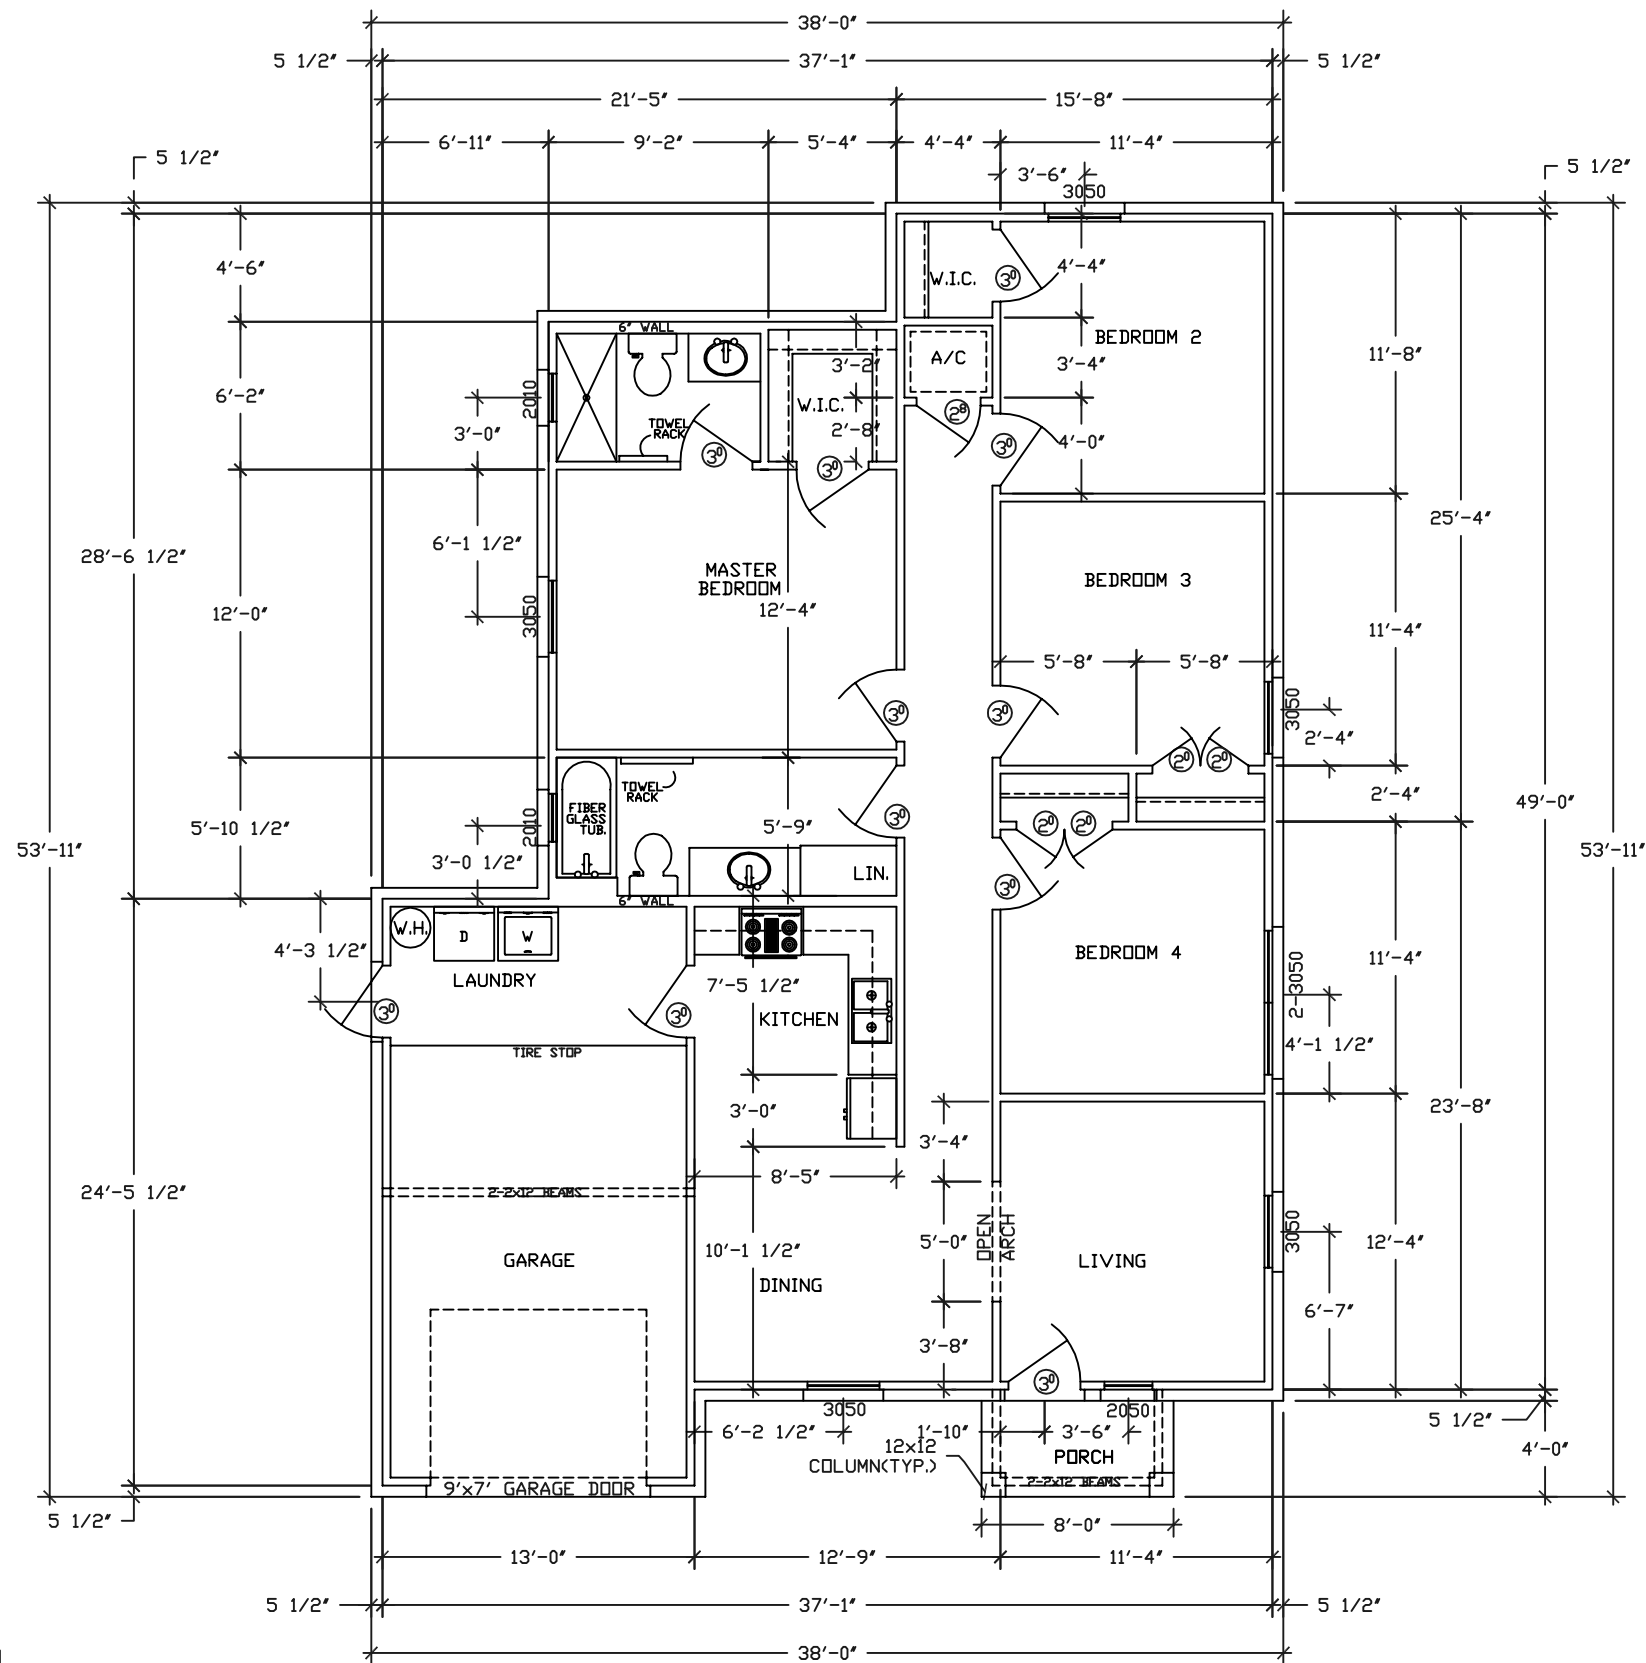 38'-0"
5 1/2" 37'-1" 5 1/2"
21'-5" 15'-8"
6'-11" 9'-2" 5'-4" 4'-4" 11'-4"
5 1/2" 3'-6" 5 1/2"
3050
4'-6" W.I.C. 3⁰ 4'-4"
6" WALL
BEDROOM 2
A/C
3'-2" 3'-4" 11'-8"
6'-2" 2010 W.I.C. 2⁸
3'-0" TOWEL
RACK 2'-8" 3⁰ 4'-0"
3⁰ 3⁰
25'-4"
6'-1 1/2"
28'-6 1/2"
MASTER
BEDROOM
BEDROOM 3
12'-0" 3050 12'-4" 11'-4"
5'-8" 5'-8"
3⁰ 3⁰ 3050
2'-4"
2⁰ 2⁰
TOWEL
RACK
2'-4"
49'-0"
FIBER
GLASS
TUB.
5'-10 1/2" 2010 5'-9" 3⁰ 2⁰ 2⁰
53'-11" 53'-11"
3'-0 1/2" LIN. 3⁰
6" WALL
W.H. D W
4'-3 1/2" LAUNDRY BEDROOM 4 11'-4"
7'-5 1/2" 2-3050
3⁰ 3⁰ KITCHEN
TIRE STOP 4'-1 1/2"
3'-0" 23'-8"
3'-4"
8'-5"
24'-5 1/2" 2-2x12 BEAMS
OPEN
ARCH
3050
10'-1 1/2" 5'-0" 12'-4"
GARAGE DINING LIVING
6'-7"
3'-8"
3⁰
3050 2050
5 1/2"
6'-2 1/2" 1'-10" 3'-6"
12x12
COLUMN(TYP.)
PORCH 4'-0"
2-2x12 BEAMS
9'x7' GARAGE DOOR
5 1/2" 8'-0"
13'-0" 12'-9" 11'-4"
5 1/2" 37'-1" 5 1/2"
38'-0"